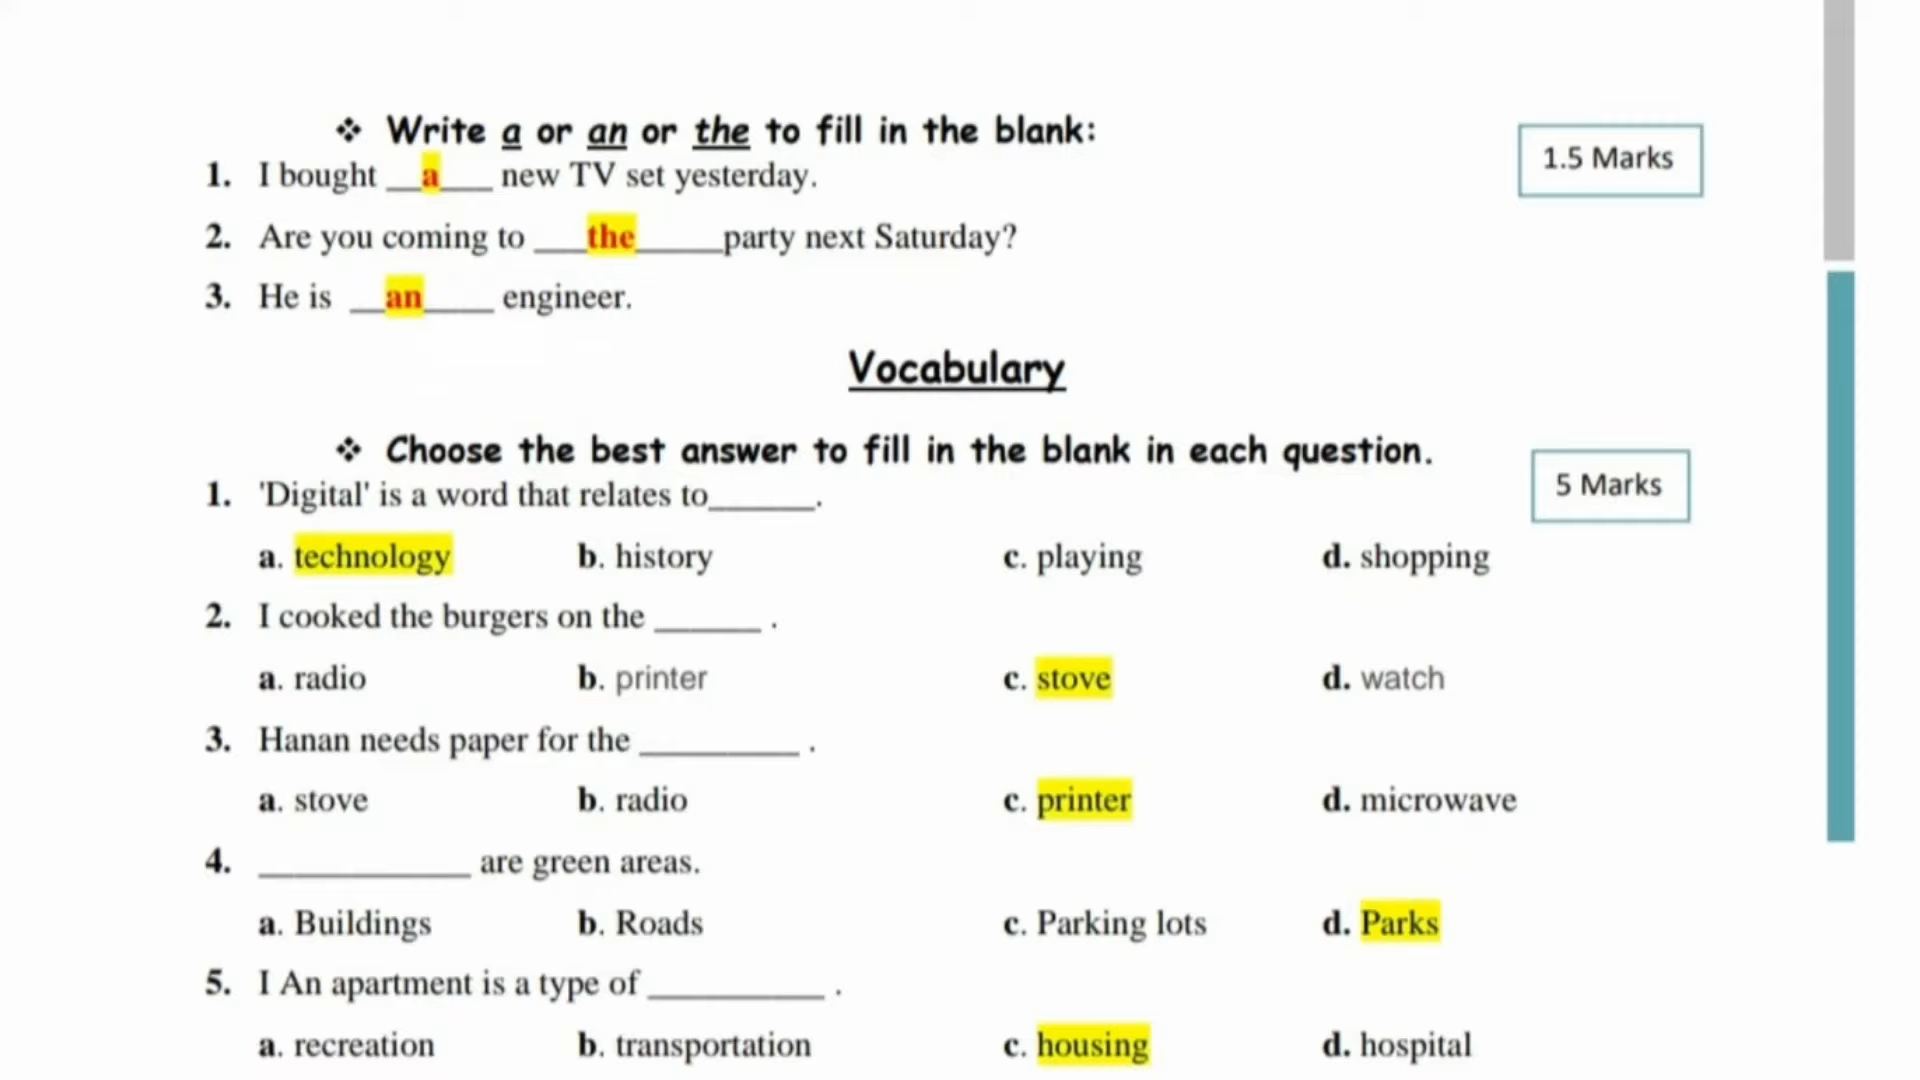 ❖ Write a or an or the to fill in the blank:
1.5 Marks
1. I bought __a___ new TV set yesterday.
2. Are you coming to ___the_____party next Saturday?
3. He is __an____ engineer.
Vocabulary
❖ Choose the best answer to fill in the blank in each question.
5 Marks
1. 'Digital' is a word that relates to______.
a. technology b. history c. playing d. shopping
2. I cooked the burgers on the ______ .
a. radio b. printer c. stove d. watch
3. Hanan needs paper for the _________ .
a. stove b. radio c. printer d. microwave
4. ____________ are green areas.
a. Buildings b. Roads c. Parking lots d. Parks
5. I An apartment is a type of __________ .
a. recreation b. transportation c. housing d. hospital